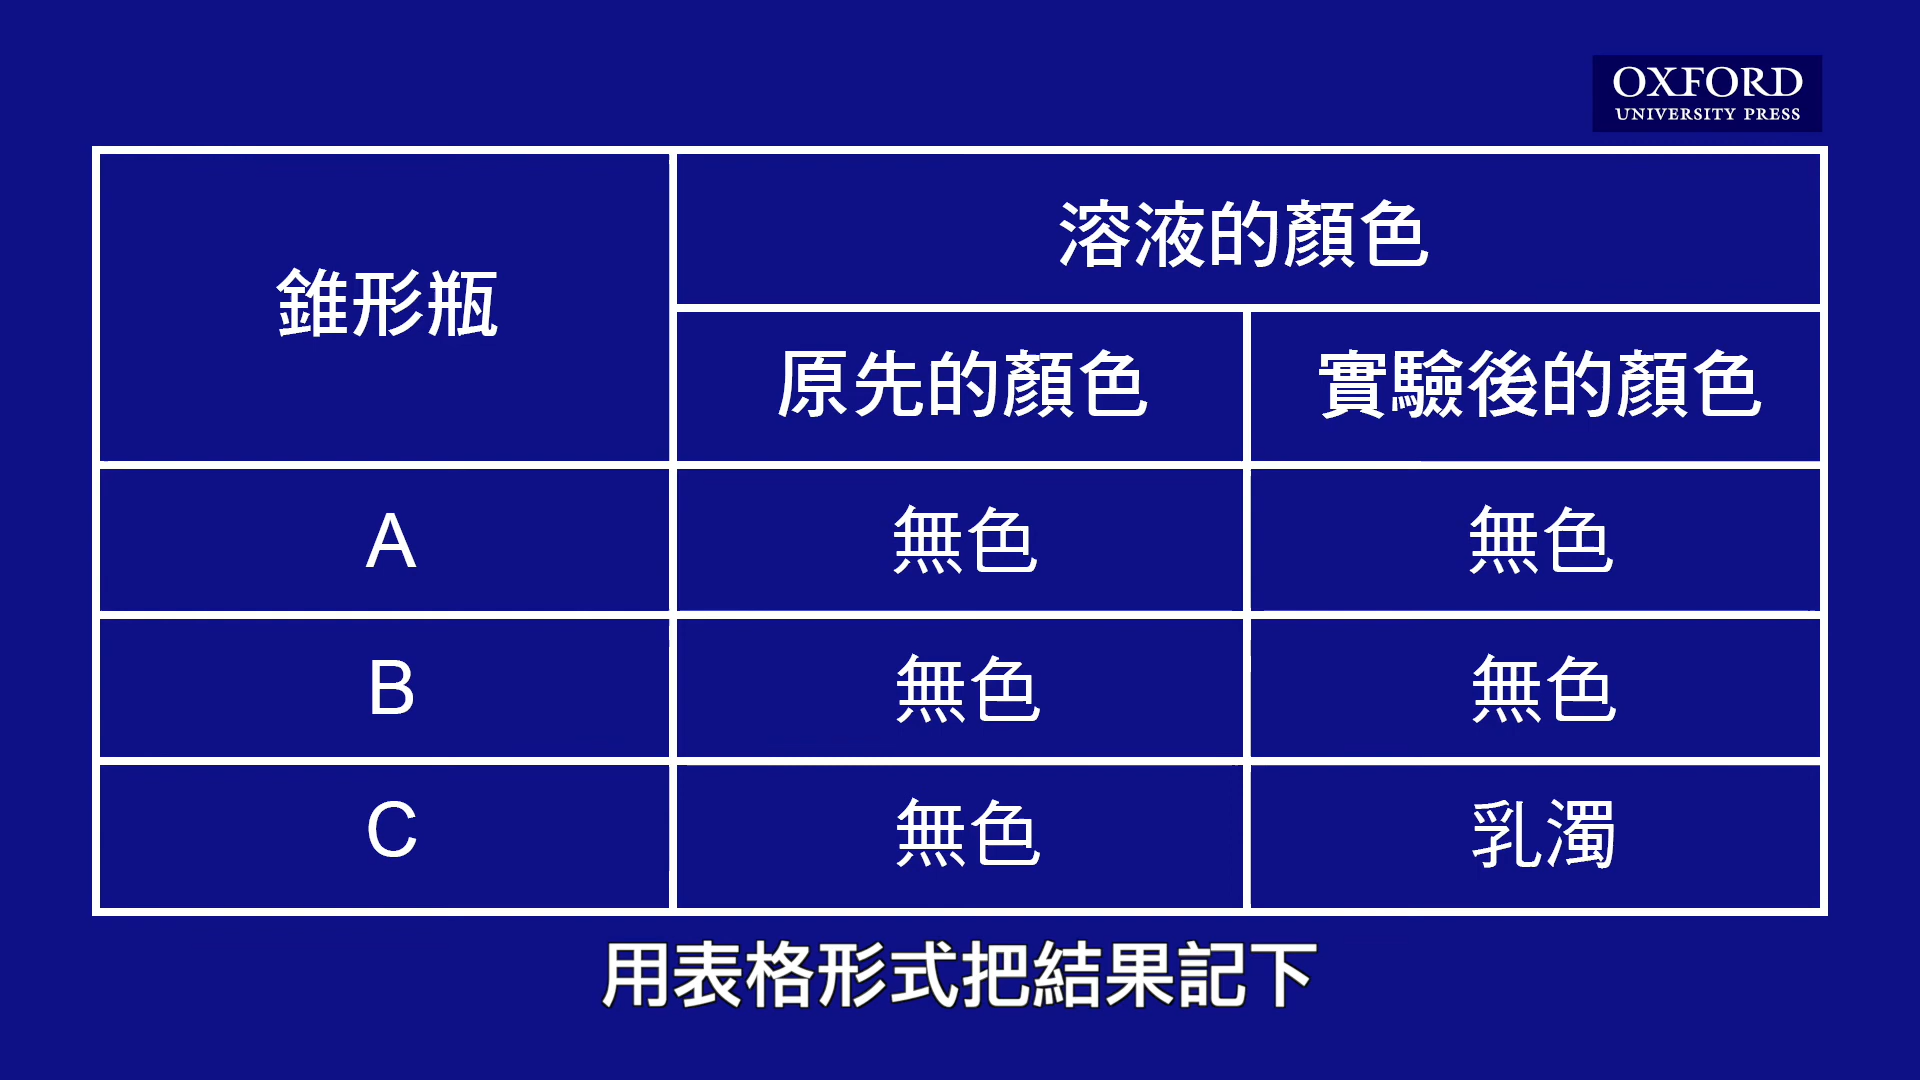 OXFORD
UNIVERSITY PRESS
錐形瓶
溶液的顏色
原先的顏色
實驗後的顏色
A
無色
無色
B
無色
無色
C
無色
乳濁
用表格形式把結果記下